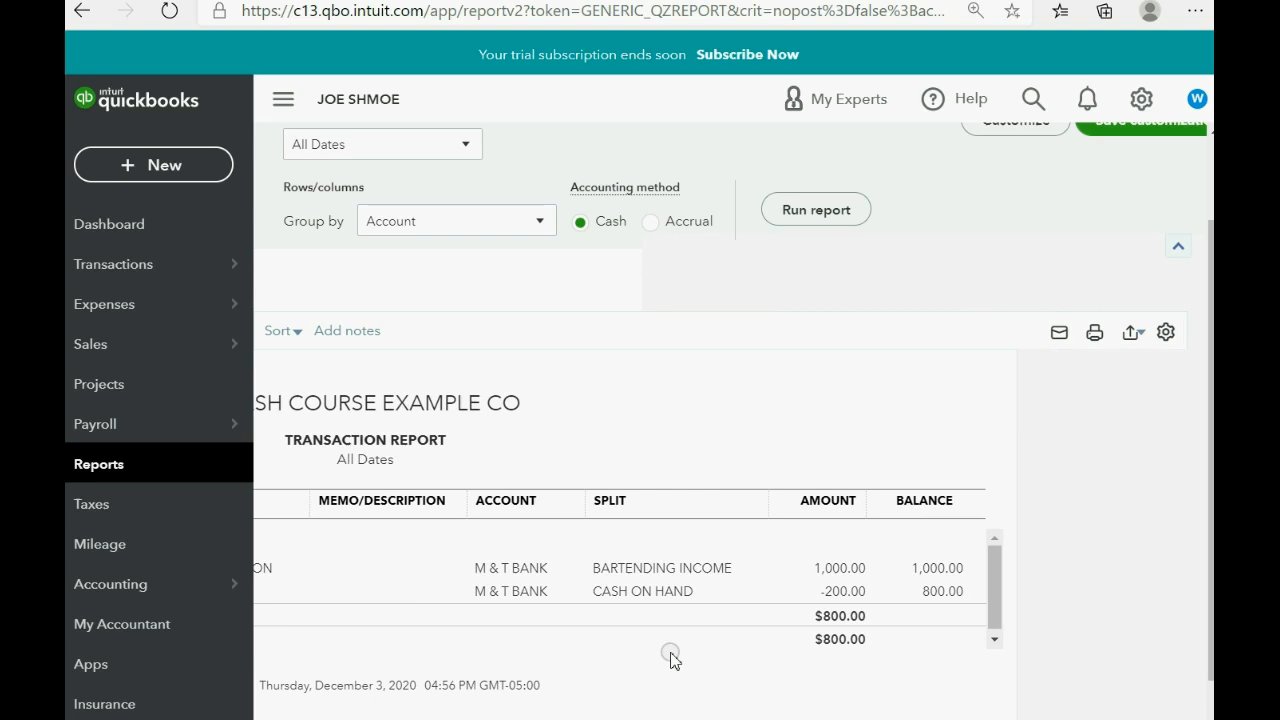 https://c13.qbo.intuit.com/app/reportv2?token=GENERIC_QZREPORT&crit=nopost%3Dfalse%3Bac...
Your trial subscription ends soon Subscribe Now
qb intuit quickbooks
JOE SHMOE
My Experts
? Help
W
Customize
All Dates
+ New
Rows/columns
Accounting method
Group by Account
Cash
Accrual
Run report
Dashboard
Transactions
Expenses
Sales
Projects
Payroll
Reports
Taxes
Mileage
Accounting
My Accountant
Apps
Insurance
Sort Add notes
SH COURSE EXAMPLE CO
TRANSACTION REPORT
All Dates
MEMO/DESCRIPTION ACCOUNT SPLIT AMOUNT BALANCE
ON M & T BANK BARTENDING INCOME 1,000.00 1,000.00
M & T BANK CASH ON HAND -200.00 800.00
$800.00
$800.00
Thursday, December 3, 2020 04:56 PM GMT-05:00